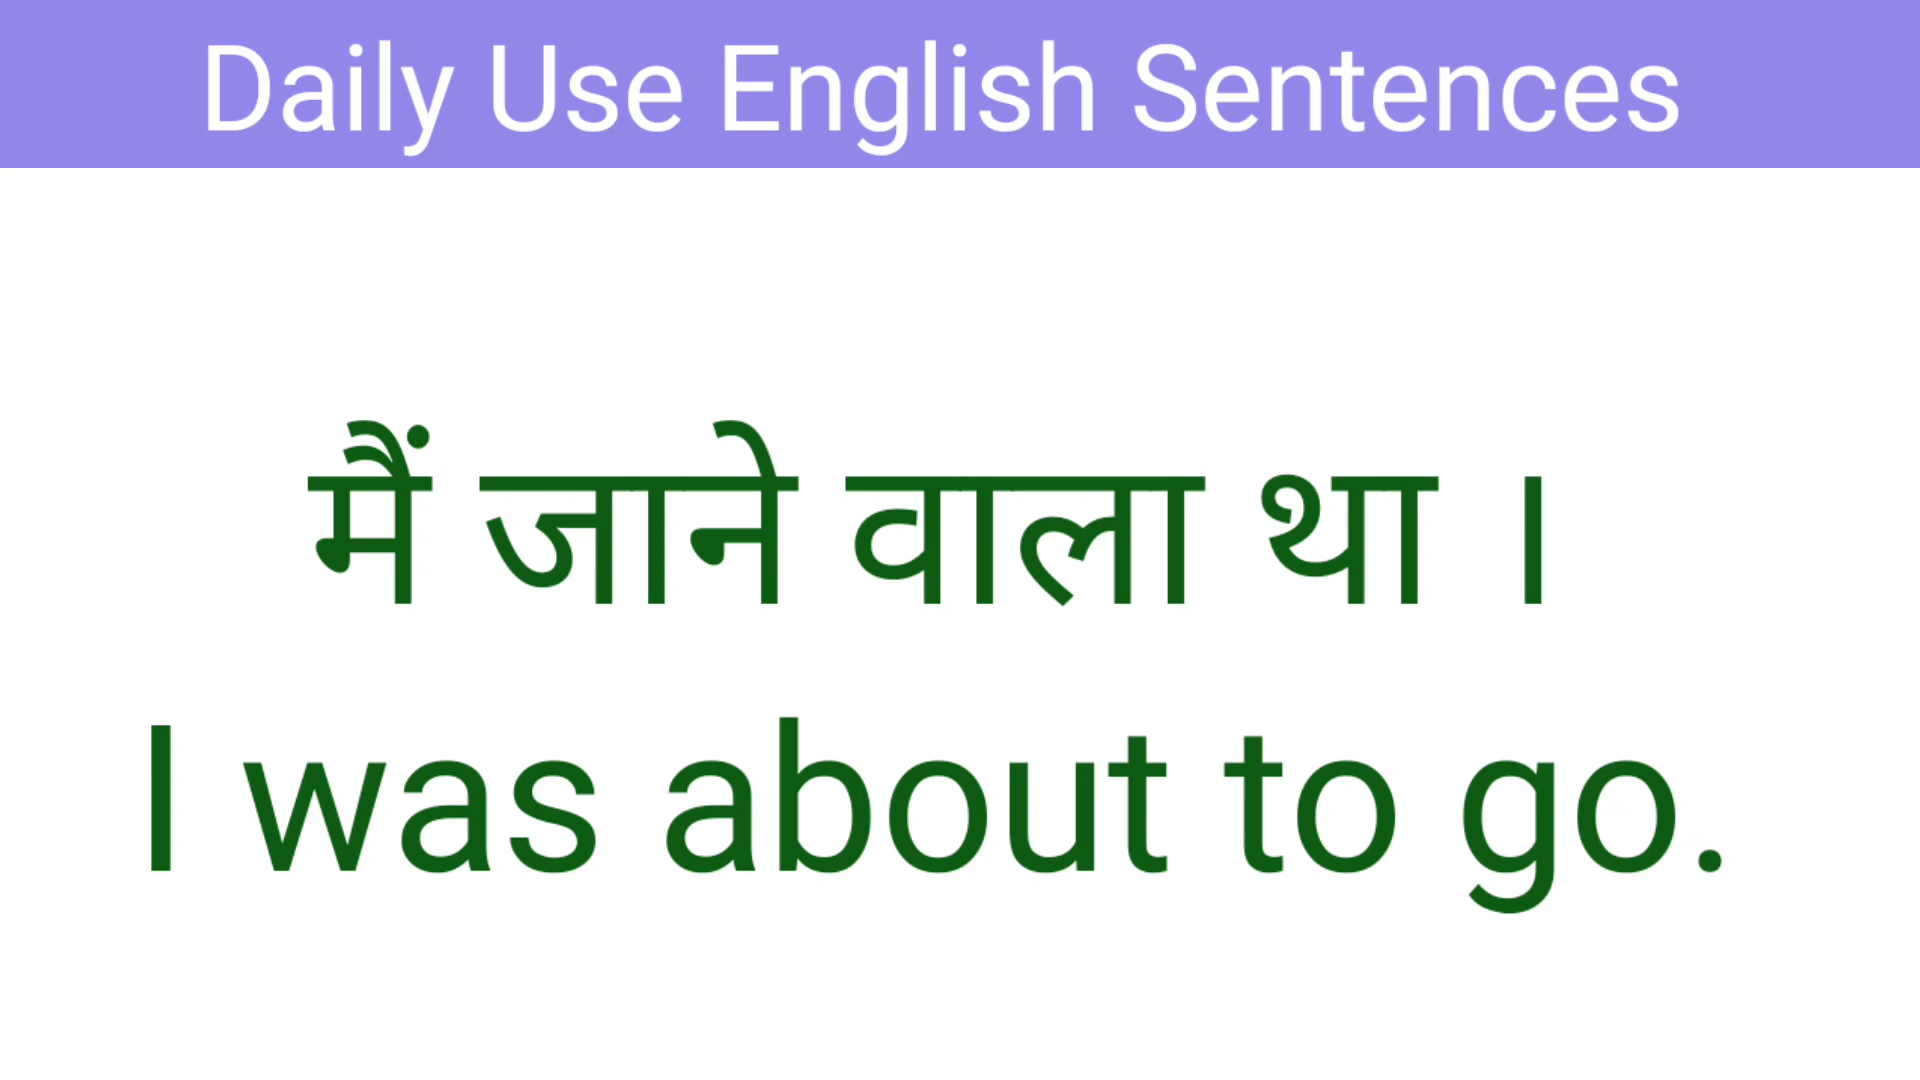 Daily Use English Sentences
मैं जाने वाला था ।
I was about to go.